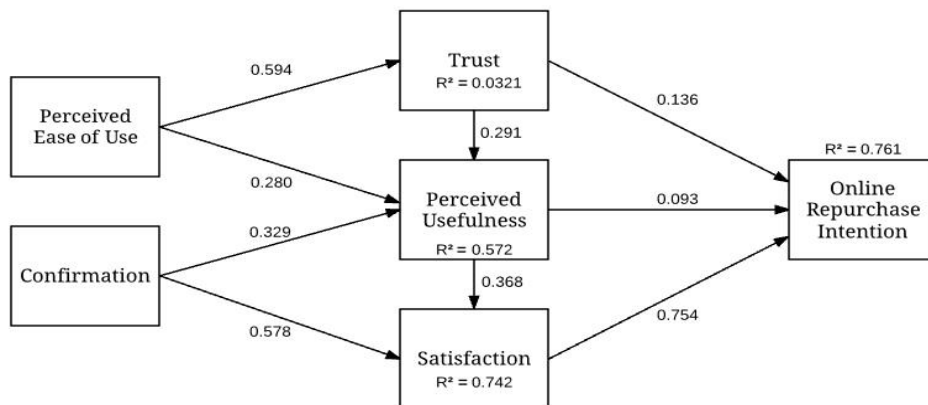 Trust
R² = 0.0321
0.594
0.136
Perceived
Ease of Use
0.291
R² = 0.761
0.280
Perceived
Usefulness
R² = 0.572
0.093
Online
Repurchase
Intention
0.329
Confirmation
0.368
0.578
0.754
Satisfaction
R² = 0.742